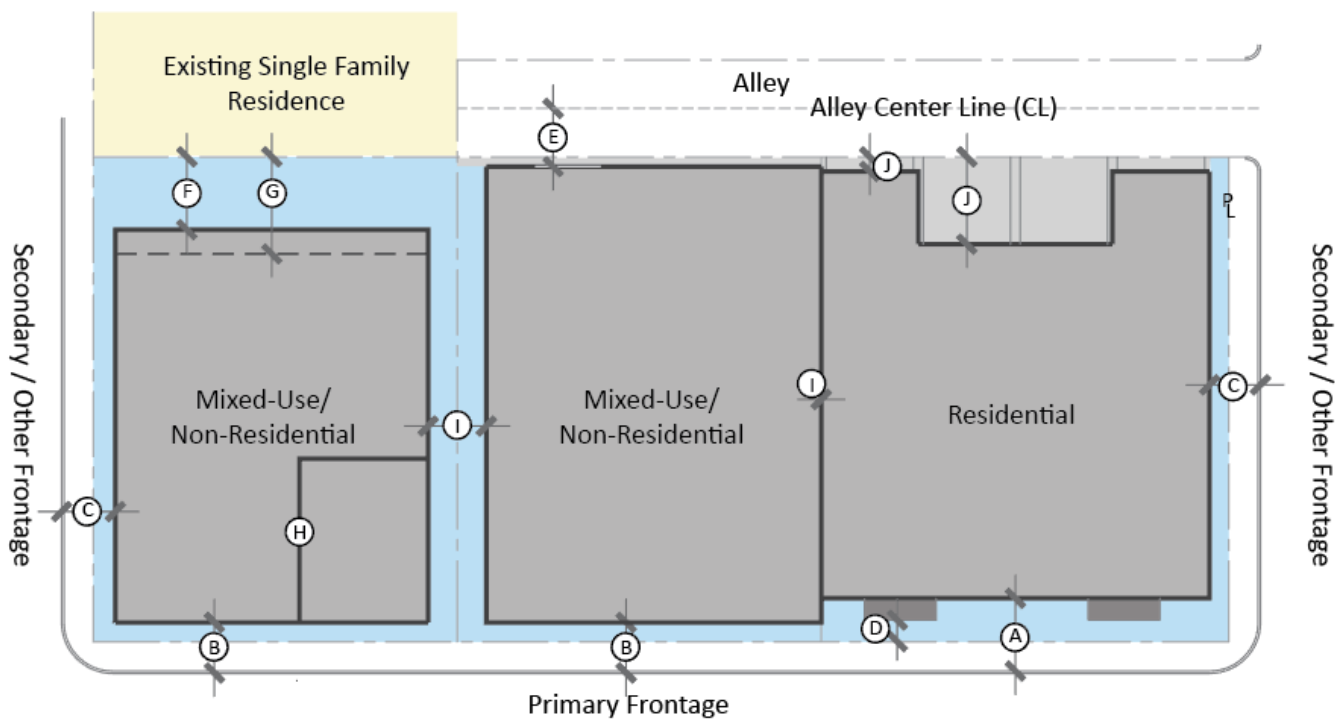 Existing Single Family
Residence
Alley
Alley Center Line (CL)
E
F
G
J
J
PL
Secondary / Other Frontage
Mixed-Use/
Non-Residential
I
Mixed-Use/
Non-Residential
I
Residential
C
Secondary / Other Frontage
C
H
B
B
D
A
Primary Frontage